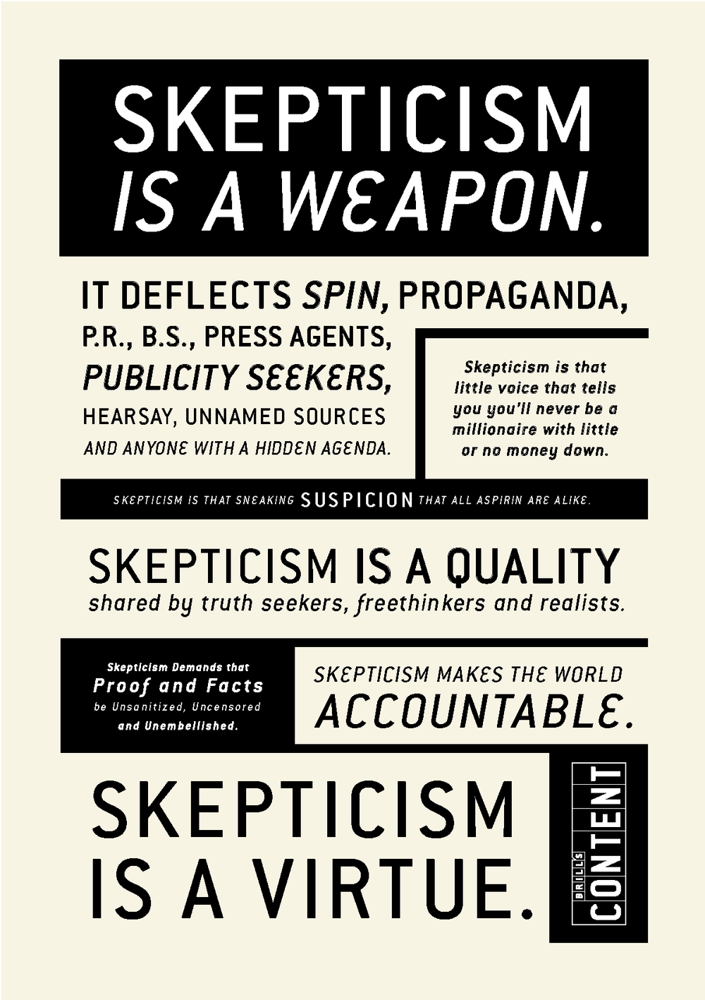 SKEPTICISM
IS A WEAPON.
IT DEFLECTS SPIN, PROPAGANDA,
P.R., B.S., PRESS AGENTS,
PUBLICITY SEEKERS,
HEARSAY, UNNAMED SOURCES
AND ANYONE WITH A HIDDEN AGENDA.
Skepticism is that
little voice that tells
you you'll never be a
millionaire with little
or no money down.
SKEPTICISM IS THAT SNEAKING SUSPICION THAT ALL ASPIRIN ARE ALIKE.
SKEPTICISM IS A QUALITY
shared by truth seekers, freethinkers and realists.
Skepticism Demands that
Proof and Facts
be Unsanitized, Uncensored
and Unembellished.
SKEPTICISM MAKES THE WORLD
ACCOUNTABLE.
SKEPTICISM
IS A VIRTUE.
BRILL'S
CONTENT